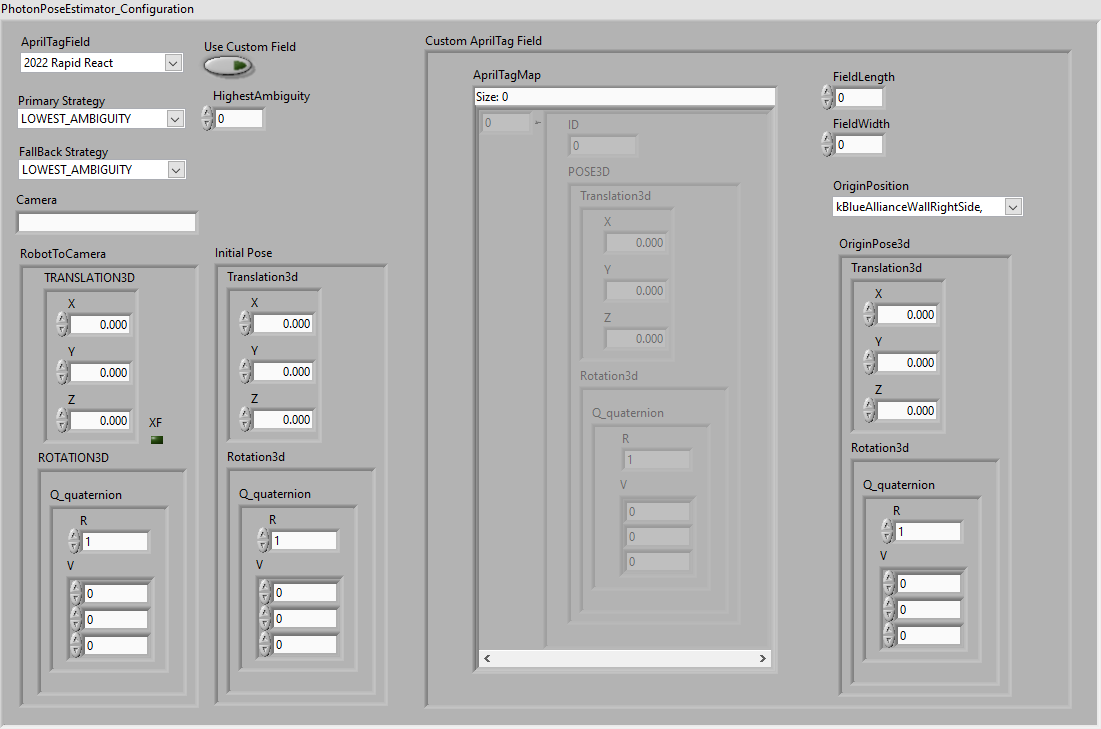 PhotonPoseEstimator_Configuration
AprilTagField
2022 Rapid React
Use Custom Field
Primary Strategy
LOWEST_AMBIGUITY
HighestAmbiguity
0
FallBack Strategy
LOWEST_AMBIGUITY
Camera
RobotToCamera
TRANSLATION3D
X
0.000
Y
0.000
Z
0.000
XF
ROTATION3D
Q_quaternion
R
1
V
0
0
0
Initial Pose
Translation3d
X
0.000
Y
0.000
Z
0.000
Rotation3d
Q_quaternion
R
1
V
0
0
0
Custom AprilTag Field
AprilTagMap
Size: 0
0
ID
0
POSE3D
Translation3d
X
0.000
Y
0.000
Z
0.000
Rotation3d
Q_quaternion
R
1
V
0
0
0
FieldLength
0
FieldWidth
0
OriginPosition
kBlueAllianceWallRightSide,
OriginPose3d
Translation3d
X
0.000
Y
0.000
Z
0.000
Rotation3d
Q_quaternion
R
1
V
0
0
0